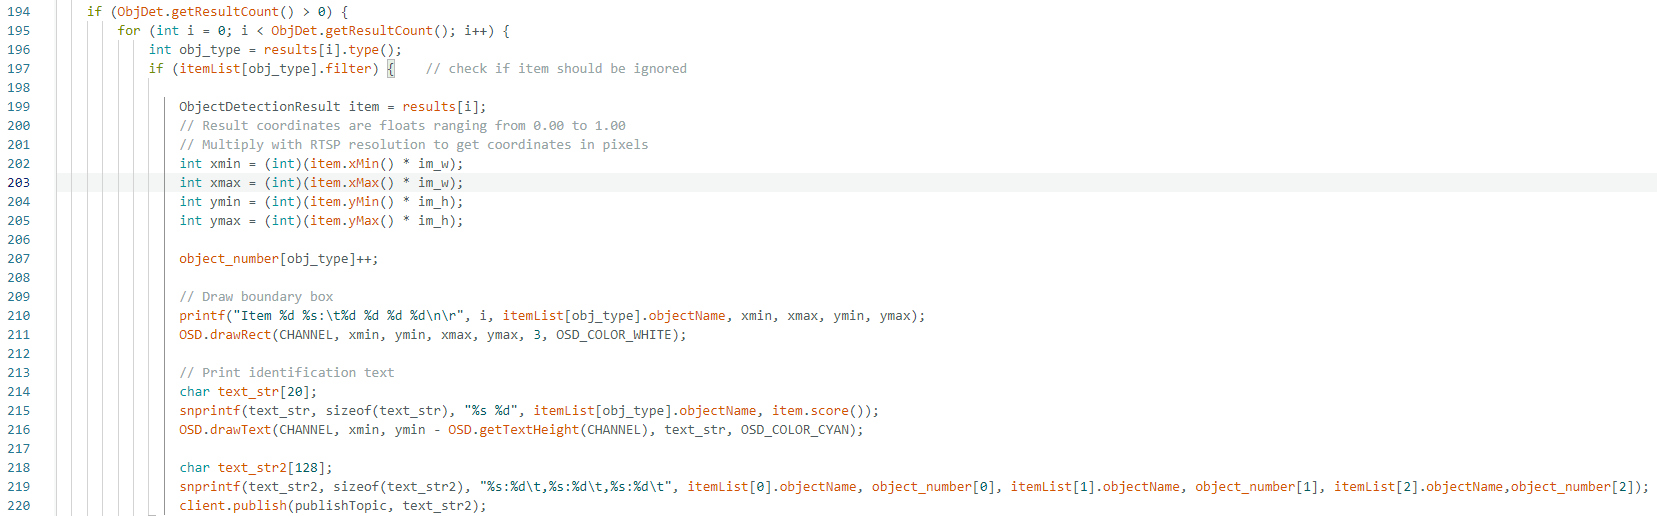 194 if (ObjDet.getResultCount() > 0) {
195 for (int i = 0; i < ObjDet.getResultCount(); i++) {
196 int obj_type = results[i].type();
197 if (itemList[obj_type].filter) { // check if item should be ignored
198
199 ObjectDetectionResult item = results[i];
200 // Result coordinates are floats ranging from 0.00 to 1.00
201 // Multiply with RTSP resolution to get coordinates in pixels
202 int xmin = (int)(item.xMin() * im_w);
203 int xmax = (int)(item.xMax() * im_w);
204 int ymin = (int)(item.yMin() * im_h);
205 int ymax = (int)(item.yMax() * im_h);
206
207 object_number[obj_type]++;
208
209 // Draw boundary box
210 printf("Item %d %s:\t%d %d %d %d\n\r", i, itemList[obj_type].objectName, xmin, xmax, ymin, ymax);
211 OSD.drawRect(CHANNEL, xmin, ymin, xmax, ymax, 3, OSD_COLOR_WHITE);
212
213 // Print identification text
214 char text_str[20];
215 snprintf(text_str, sizeof(text_str), "%s %d", itemList[obj_type].objectName, item.score());
216 OSD.drawText(CHANNEL, xmin, ymin - OSD.getTextHeight(CHANNEL), text_str, OSD_COLOR_CYAN);
217
218 char text_str2[128];
219 snprintf(text_str2, sizeof(text_str2), "%s:%d\t,%s:%d\t,%s:%d\t", itemList[0].objectName, object_number[0], itemList[1].objectName, object_number[1], itemList[2].objectName,object_number[2]);
220 client.publish(publishTopic, text_str2);